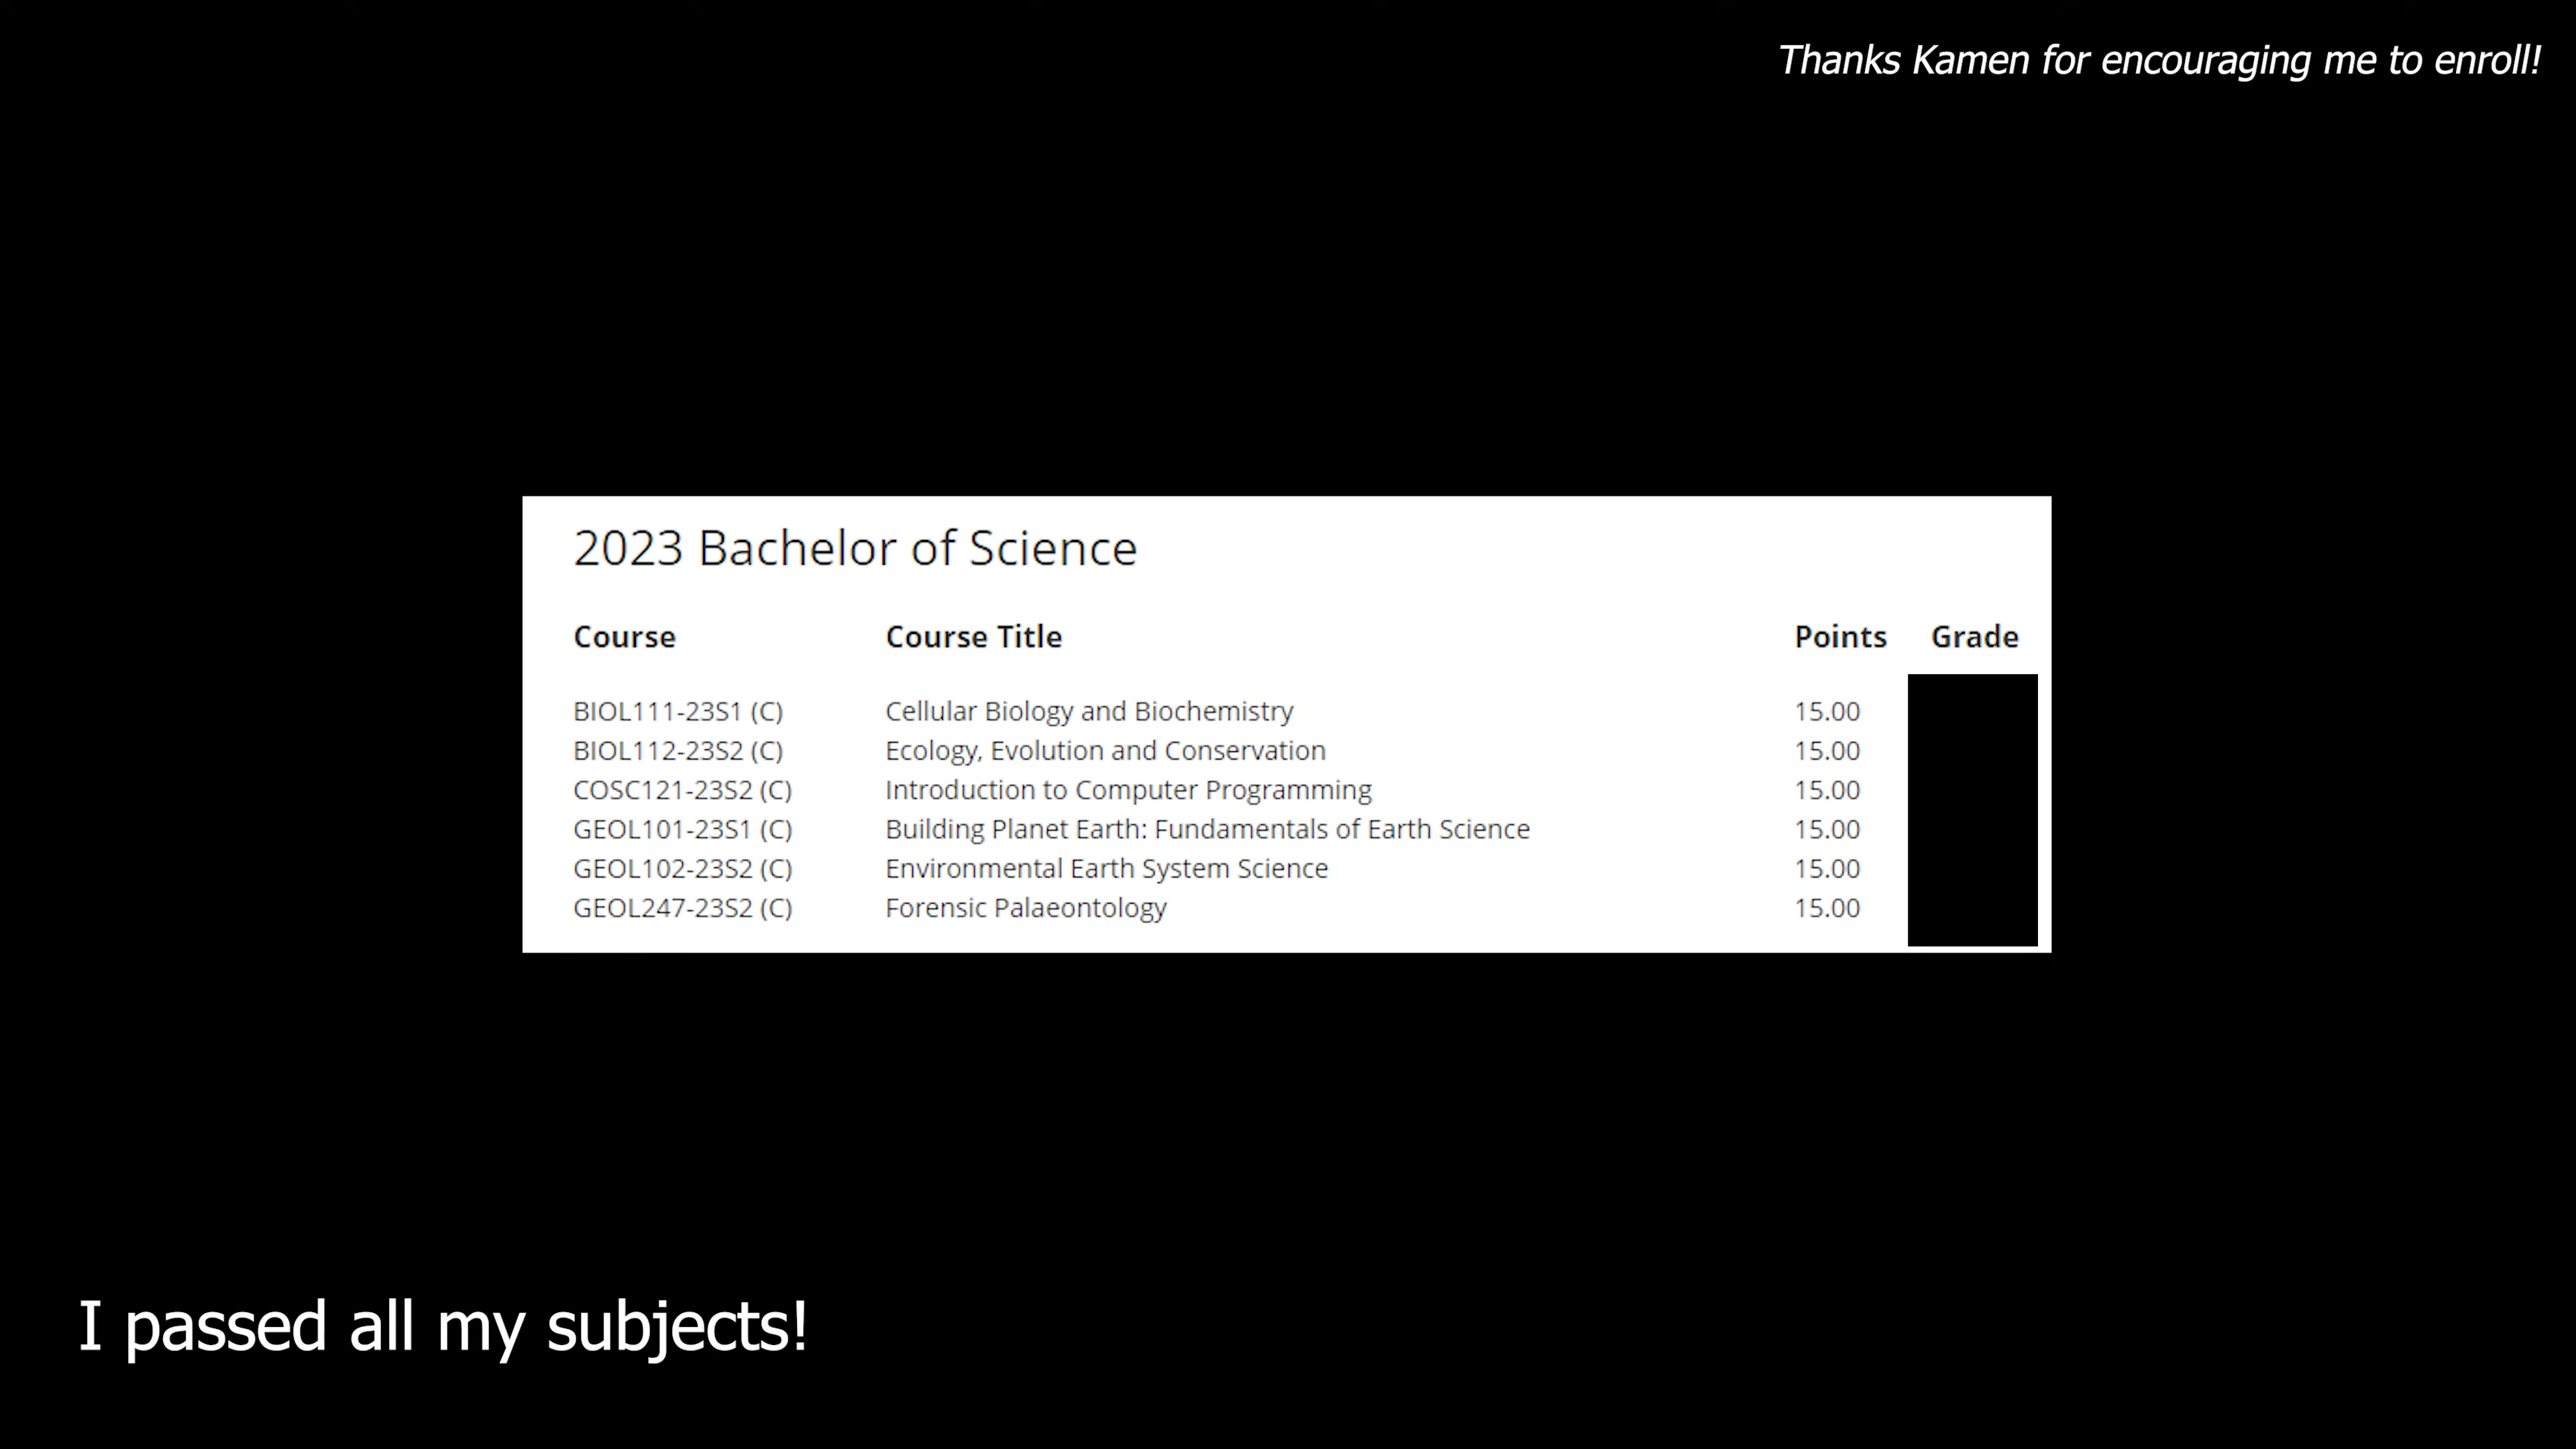 Thanks Kamen for encouraging me to enroll!
2023 Bachelor of Science
Course Course Title Points Grade
BIOL111-23S1 (C) Cellular Biology and Biochemistry 15.00
BIOL112-23S2 (C) Ecology, Evolution and Conservation 15.00
COSC121-23S2 (C) Introduction to Computer Programming 15.00
GEOL101-23S1 (C) Building Planet Earth: Fundamentals of Earth Science 15.00
GEOL102-23S2 (C) Environmental Earth System Science 15.00
GEOL247-23S2 (C) Forensic Palaeontology 15.00
I passed all my subjects!